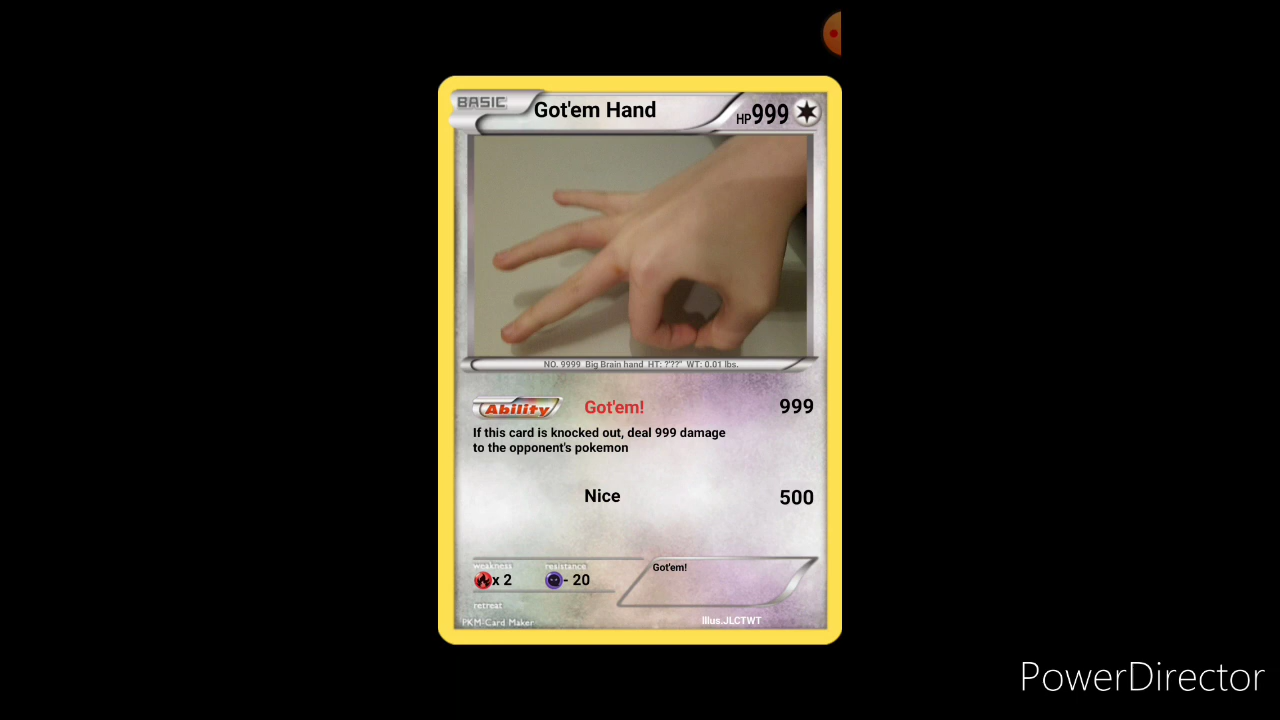 BASIC
Got'em Hand
HP999
NO. 9999 Big Brain hand HT: ?'??" WT: 0.01 lbs.
Ability Got'em! 999
If this card is knocked out, deal 999 damage
to the opponent's pokemon
Nice 500
weakness resistance
x 2 - 20
Got'em!
retreat
PKM-Card Maker
Illus.JLCTWT
PowerDirector